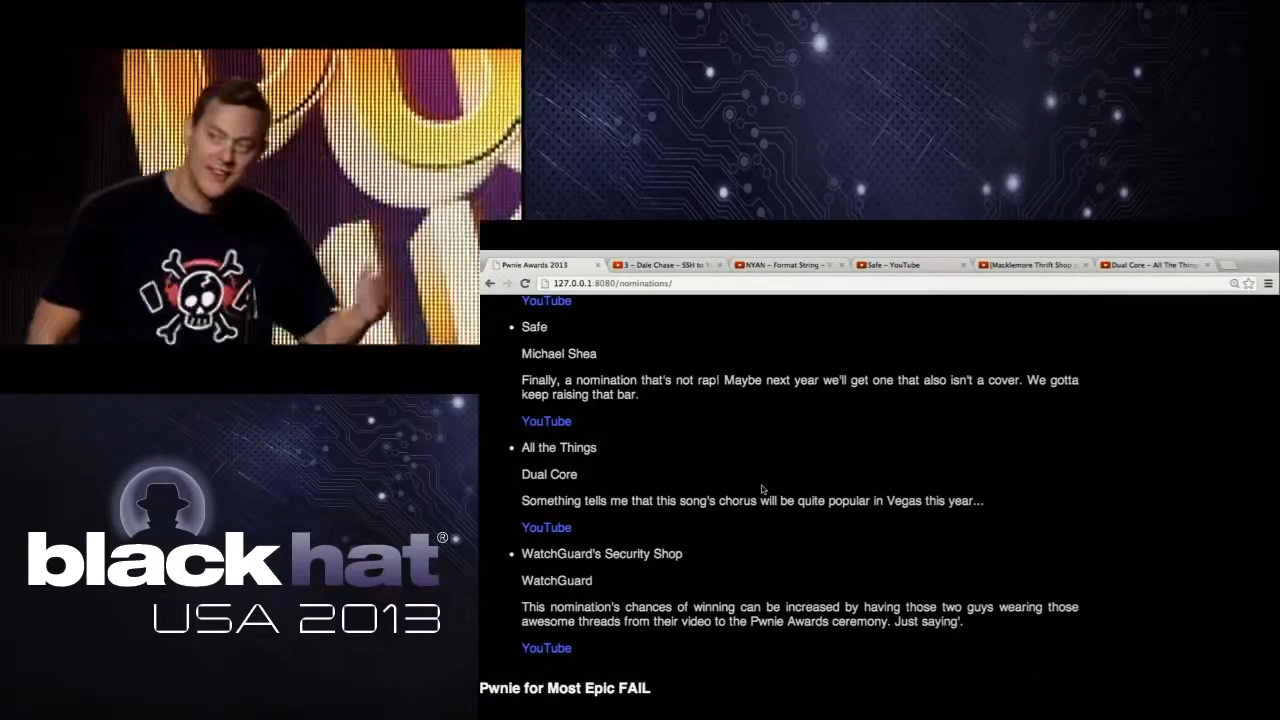 Pwnie Awards 2013
3 - Dale Chase - SSH to
NYAN - Format String -
Safe - YouTube
[Macklemore Thrift Shop
Dual Core - All The Thing
127.0.0.1:8080/nominations/
YouTube
• Safe
Michael Shea
Finally, a nomination that's not rap! Maybe next year we'll get one that also isn't a cover. We gotta
keep raising that bar.
YouTube
• All the Things
Dual Core
Something tells me that this song's chorus will be quite popular in Vegas this year...
YouTube
• WatchGuard's Security Shop
WatchGuard
This nomination's chances of winning can be increased by having those two guys wearing those
awesome threads from their video to the Pwnie Awards ceremony. Just saying'.
YouTube
Pwnie for Most Epic FAIL
blackhat®
USA 2013